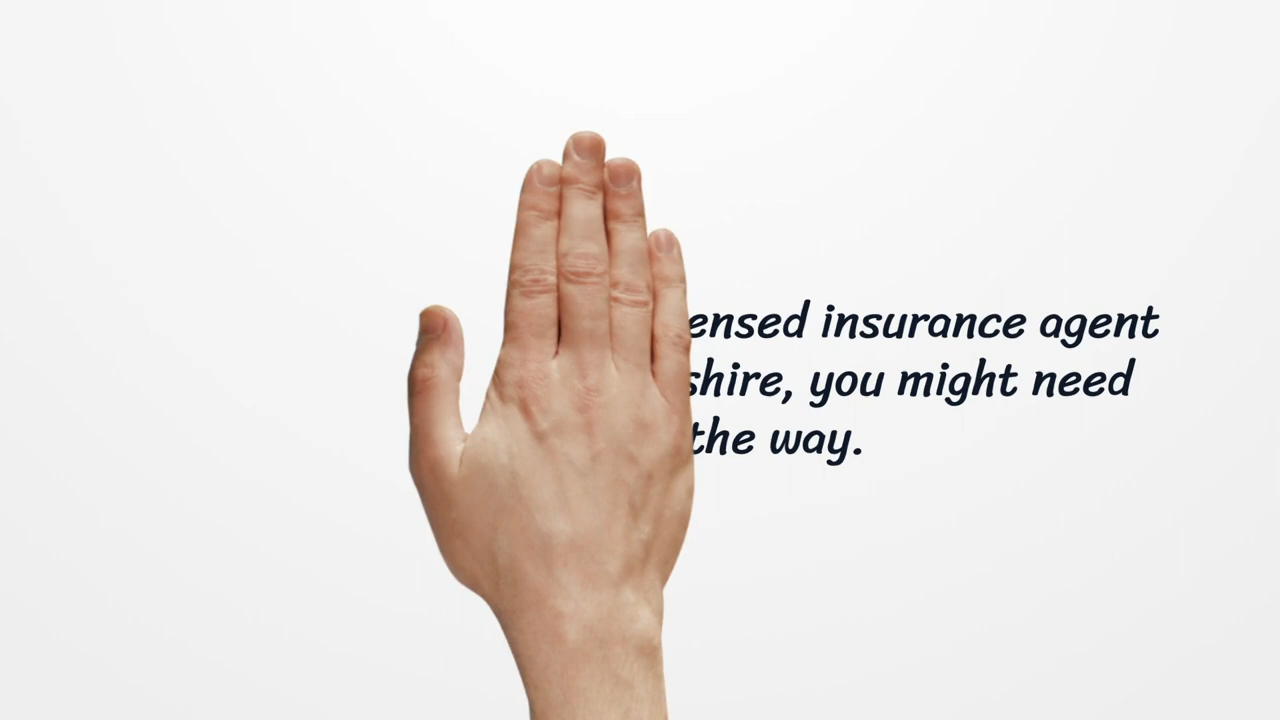 ensed insurance agent
shire, you might need
the way.